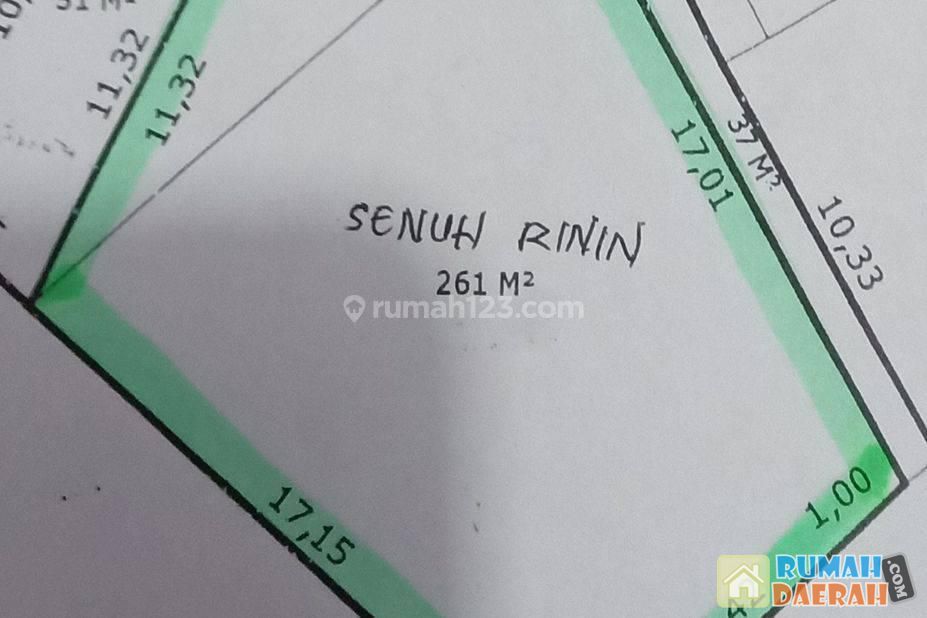 11,32
11,32
17,01
37 M²
10,33
SENUH RININ
261 M²
rumah123.com
17,15
1,00
RUMAH
DAERAH
.COM